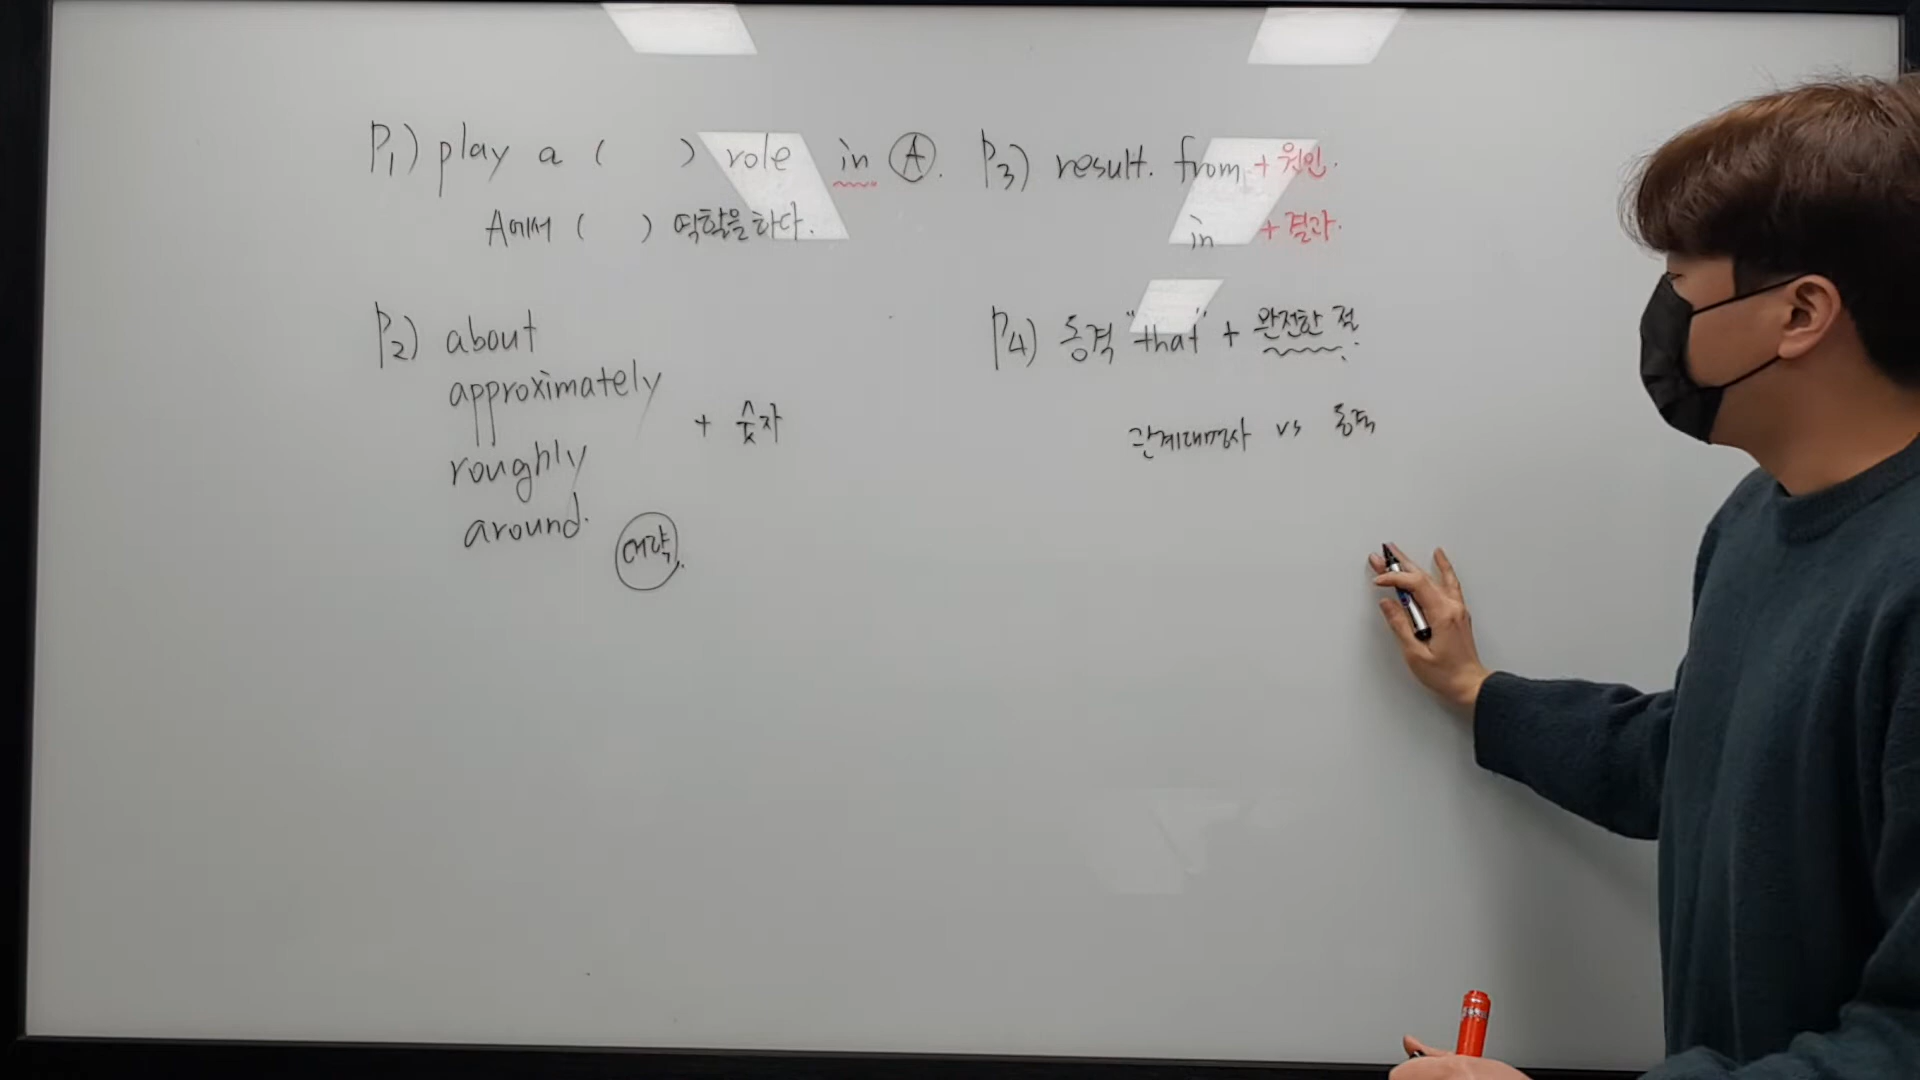 P1) play a (    ) role in Ⓐ.
A에서 (    ) 역할을 하다.
P2) about
approximately
roughly
around.
+ 숫자
대략.
P3) result. from + 원인.
in + 결과.
P4) 동격 "that" + 완전한 절.
관계대명사 vs 동격